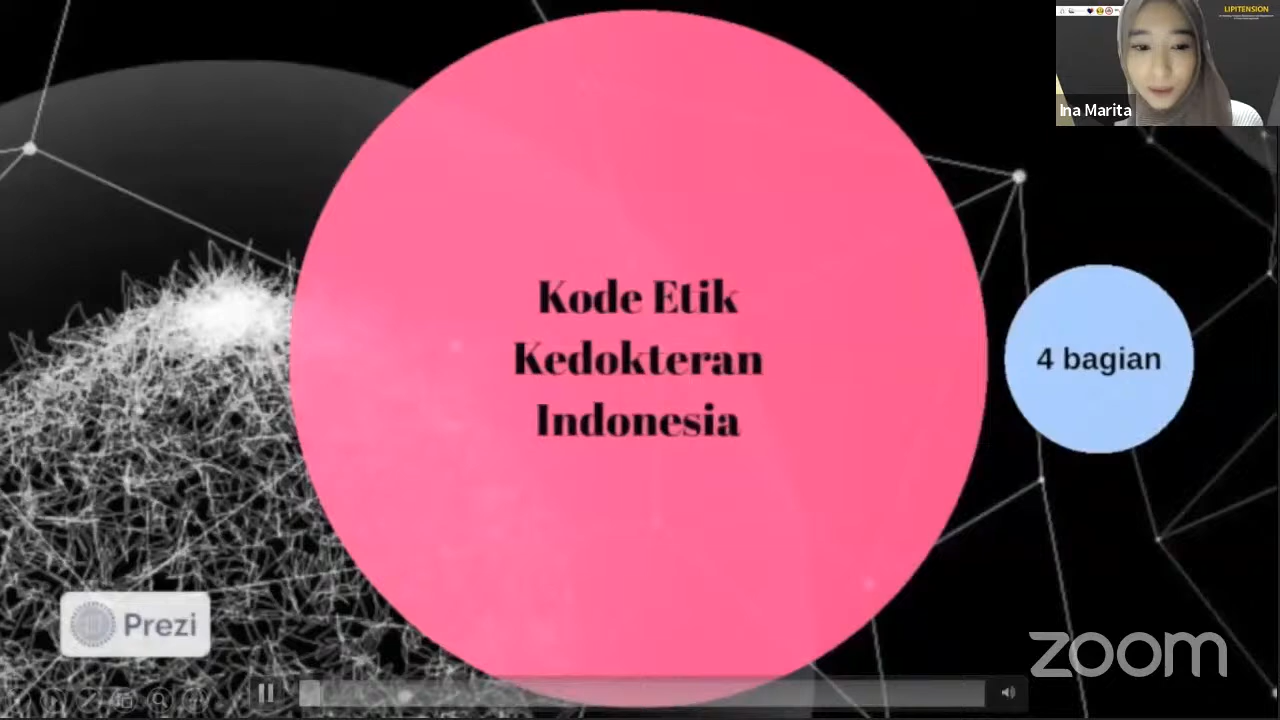 LIPITENSION
Ina Marita
Kode Etik
Kedokteran
Indonesia
4 bagian
Prezi
zoom